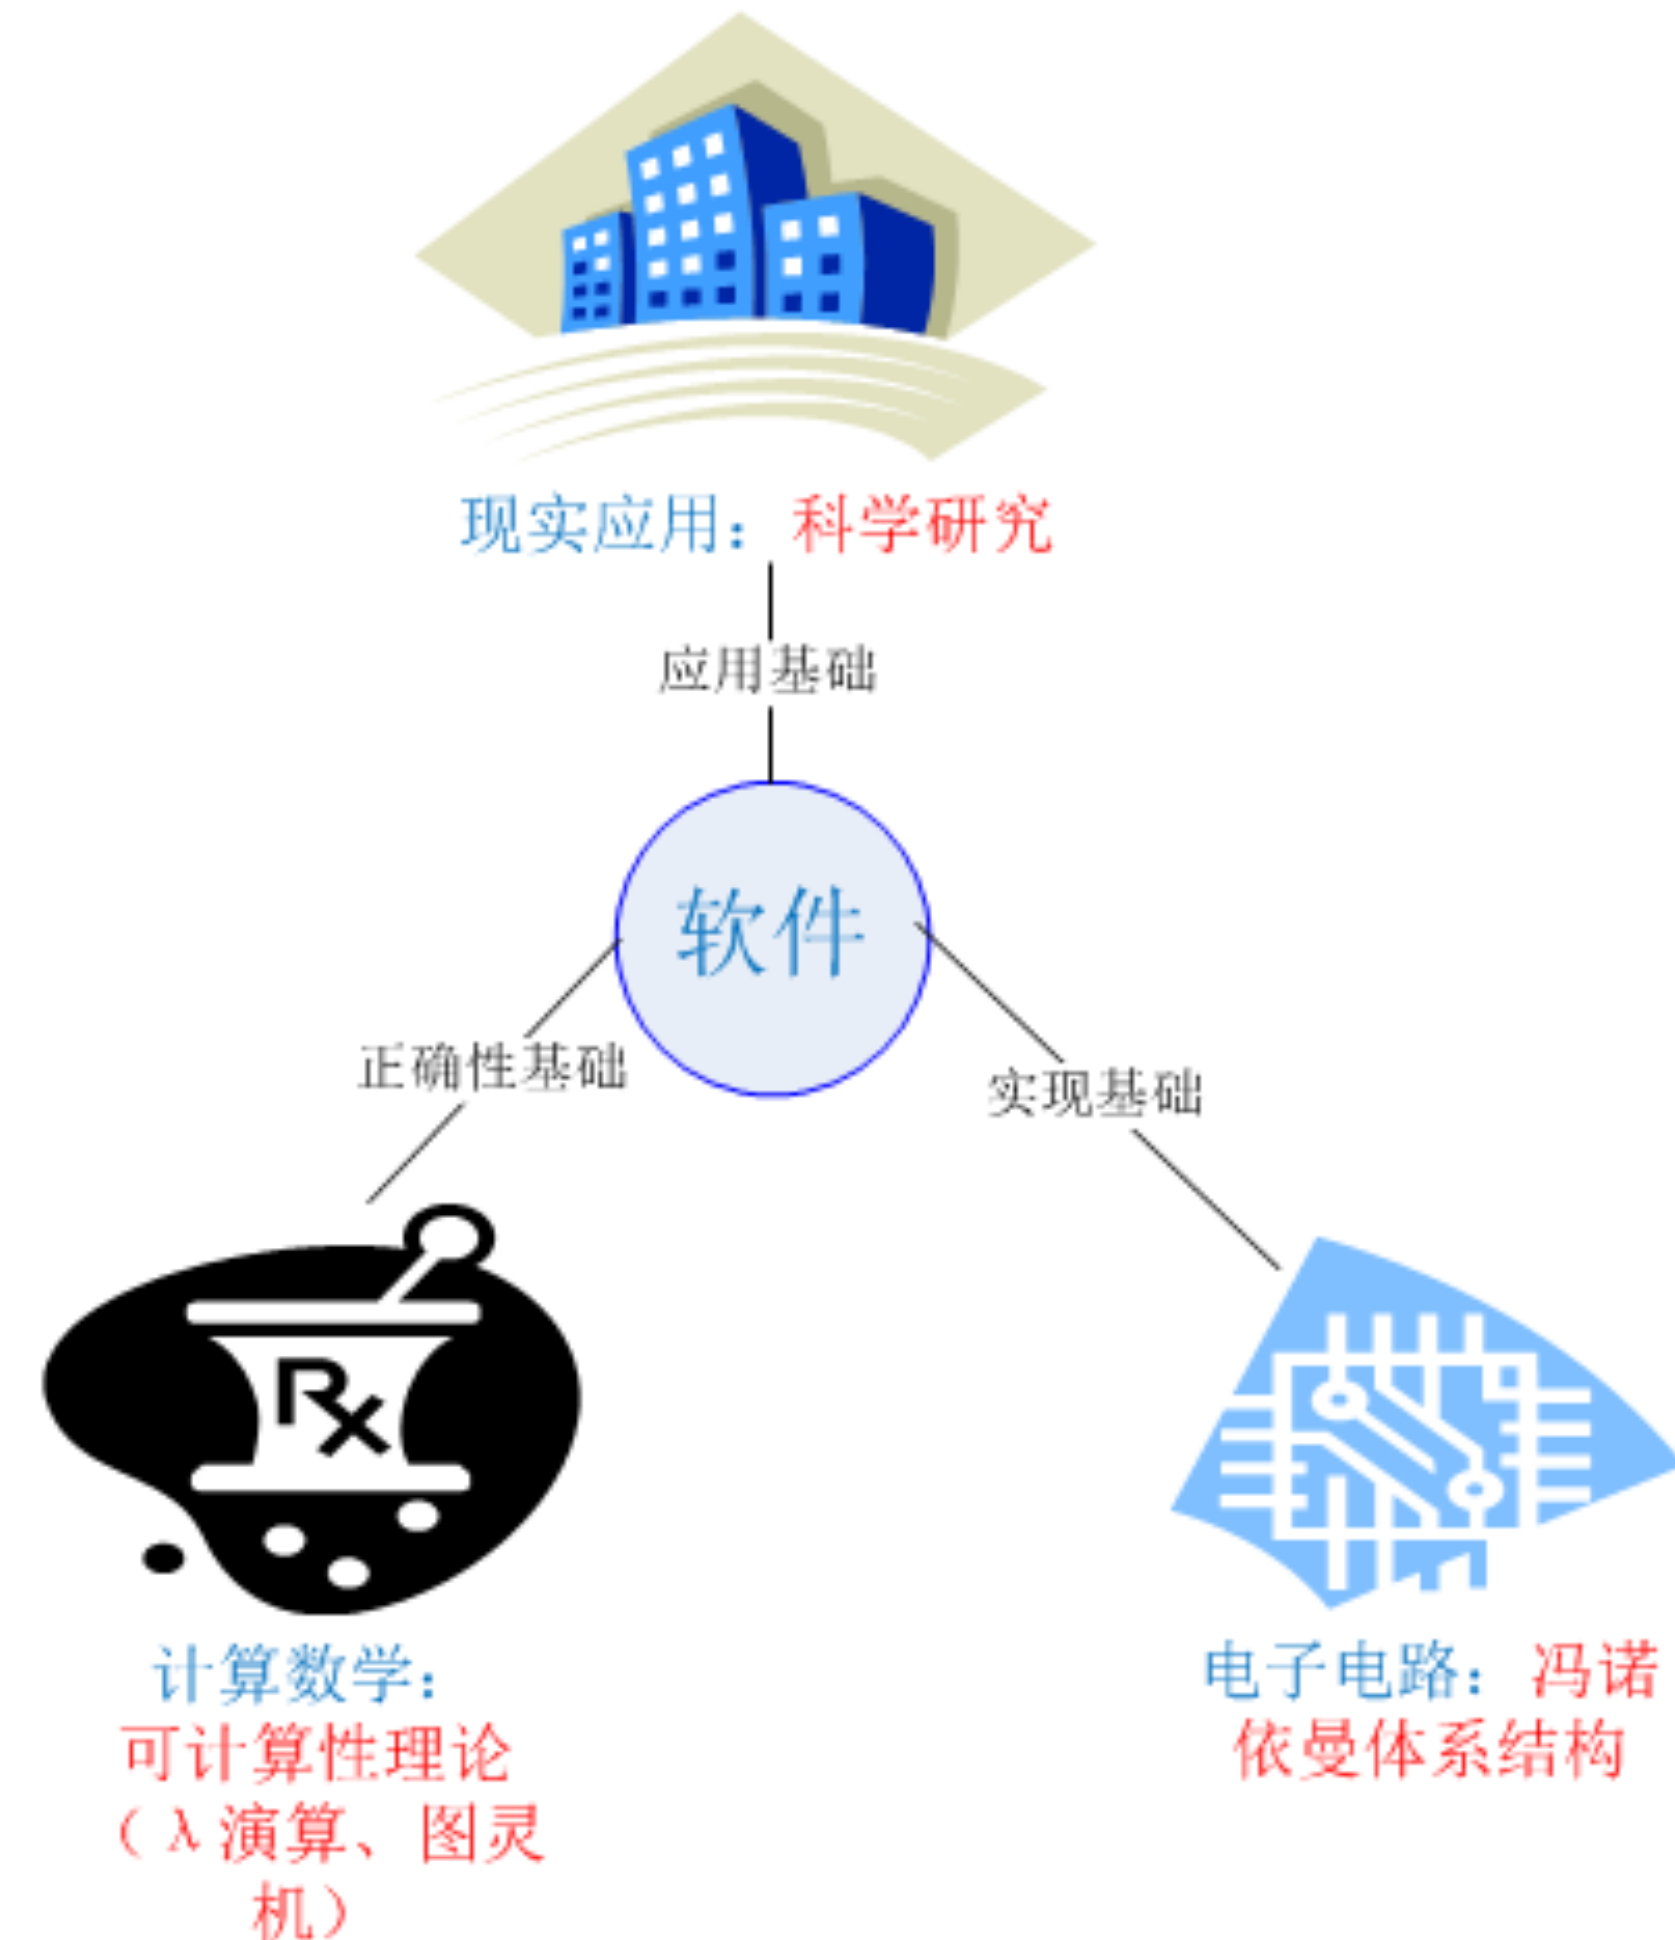 现实应用：科学研究
应用基础
软件
正确性基础
实现基础
Rx
计算数学：
可计算性理论
（λ演算、图灵
机）
电子电路：冯诺
依曼体系结构